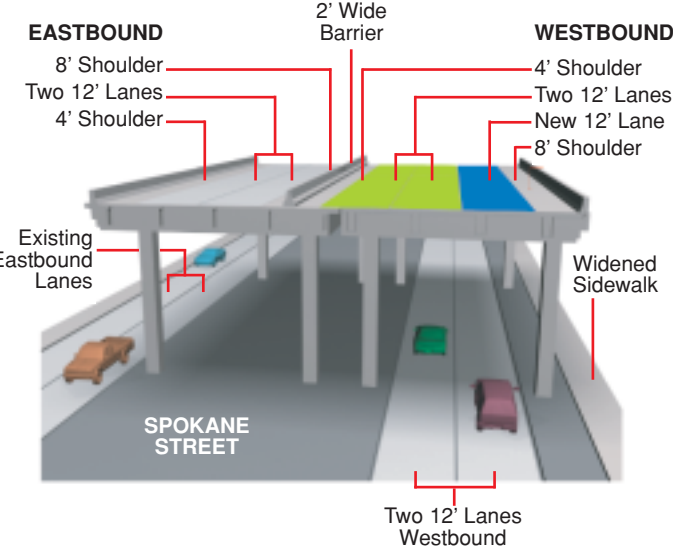 2’ Wide
Barrier
EASTBOUND
8’ Shoulder
Two 12’ Lanes
4’ Shoulder
WESTBOUND
4’ Shoulder
Two 12’ Lanes
New 12’ Lane
8’ Shoulder
Existing
Eastbound
Lanes
Widened
Sidewalk
SPOKANE
STREET
Two 12’ Lanes
Westbound